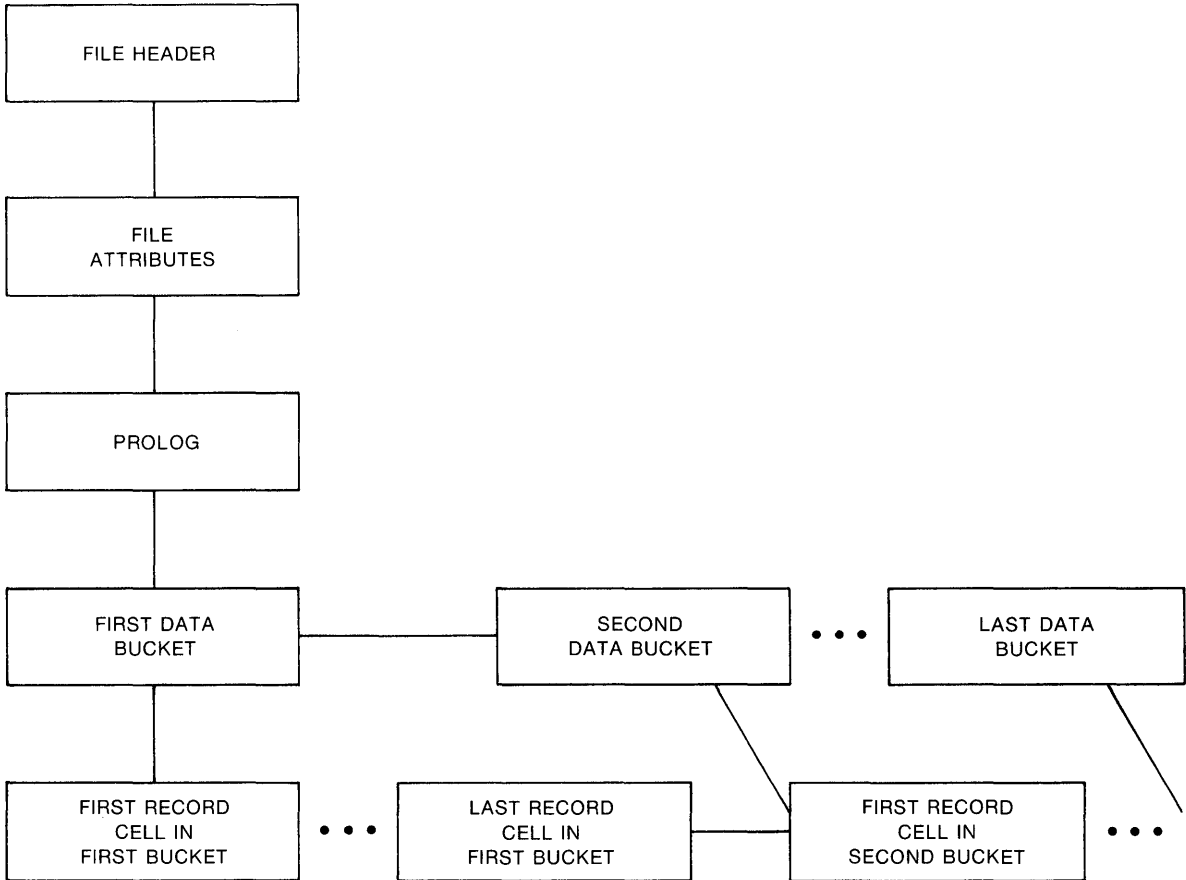 FILE HEADER
FILE
ATTRIBUTES
PROLOG
FIRST DATA
BUCKET
SECOND
DATA BUCKET
LAST DATA
BUCKET
FIRST RECORD
CELL IN
FIRST BUCKET
LAST RECORD
CELL IN
FIRST BUCKET
FIRST RECORD
CELL IN
SECOND BUCKET